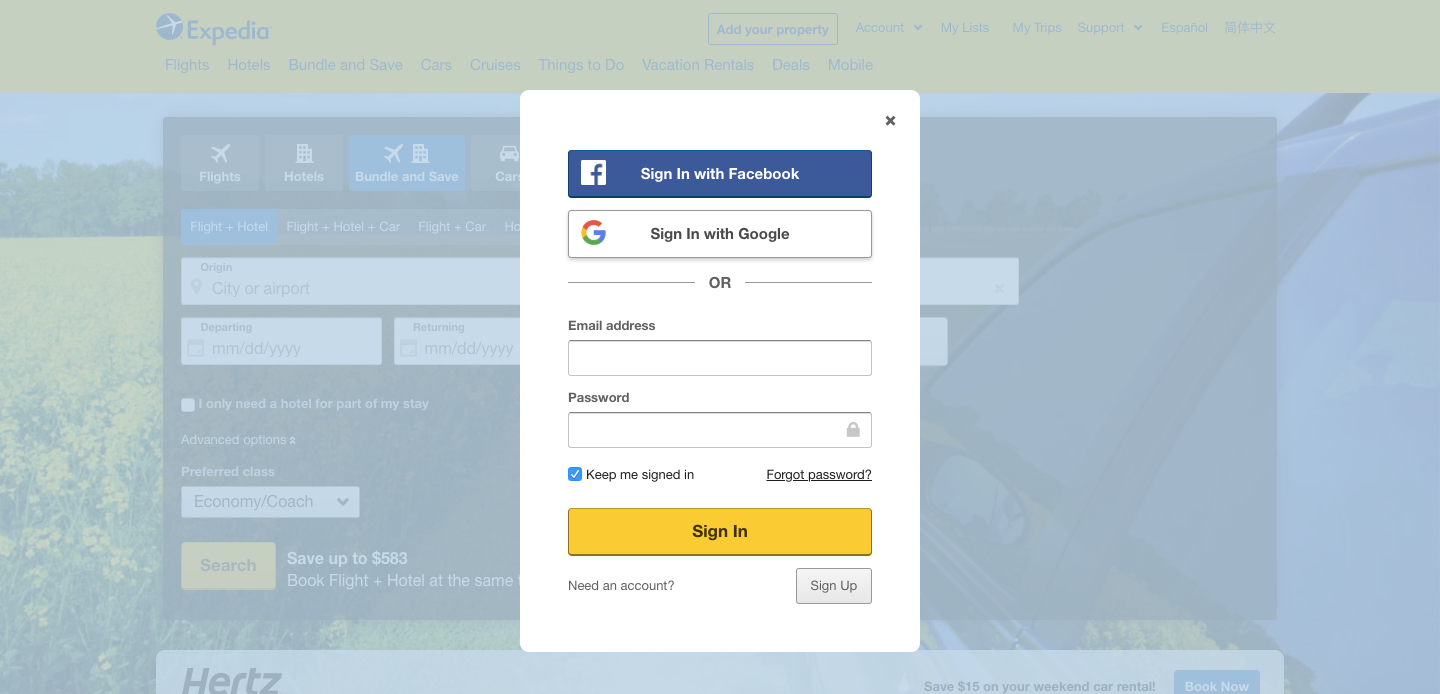 Expedia
Add your property
Account
My Lists
My Trips
Support
Español
简体中文
Flights
Hotels
Bundle and Save
Cars
Cruises
Things to Do
Vacation Rentals
Deals
Mobile
Flights
Hotels
Bundle and Save
Cars
Flight + Hotel
Flight + Hotel + Car
Flight + Car
Ho
Origin
City or airport
Departing
mm/dd/yyyy
Returning
mm/dd/yyyy
I only need a hotel for part of my stay
Advanced options
Preferred class
Economy/Coach
Search
Save up to $583
Book Flight + Hotel at the same
Sign In with Facebook
Sign In with Google
OR
Email address
Password
Keep me signed in
Forgot password?
Sign In
Need an account?
Sign Up
Hertz
Save $15 on your weekend car rental!
Book Now